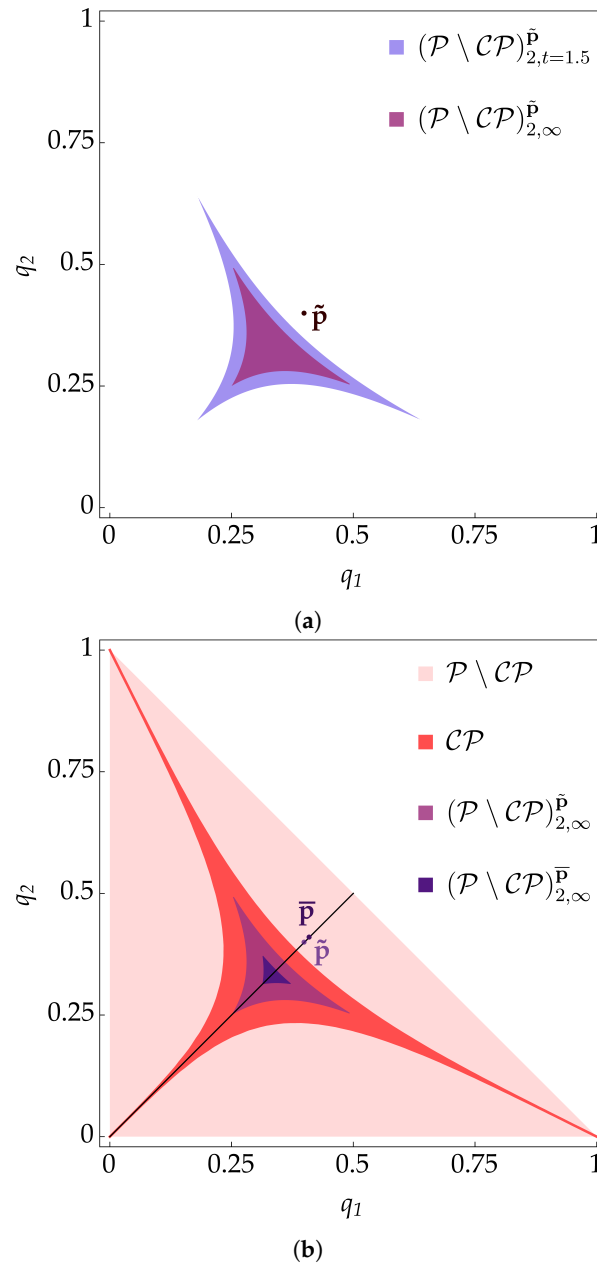 1
0.75
0.5
0.25
0
q₂
(𝒫 \ 𝒞𝒫)^p̃_{2,t=1.5}
(𝒫 \ 𝒞𝒫)^p̃_{2,∞}
p̃
0 0.25 0.5 0.75 1
q₁
(a)
1
0.75
0.5
0.25
0
q₂
𝒫 \ 𝒞𝒫
𝒞𝒫
(𝒫 \ 𝒞𝒫)^p̃_{2,∞}
(𝒫 \ 𝒞𝒫)^p̅_{2,∞}
p̅
p̃
0 0.25 0.5 0.75 1
q₁
(b)